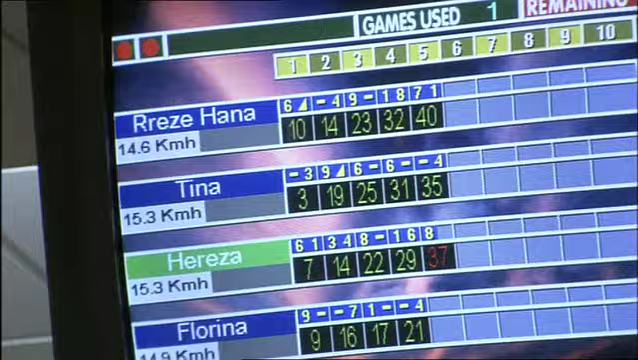 GAMES USED 1 REMAINING
1 2 3 4 5 6 7 8 9 10
Rreze Hana 6 ◢ - 4 9 - 1 8 7 1
14.6 Kmh 10 14 23 32 40
Tina - 3 9 ◢ 6 - 6 - - 4
15.3 Kmh 3 19 25 31 35
Hereza 6 1 3 4 8 - 1 6 8
15.3 Kmh 7 14 22 29 37
Florina 9 - - 7 1 - - 4
14.9 Kmh 9 16 17 21